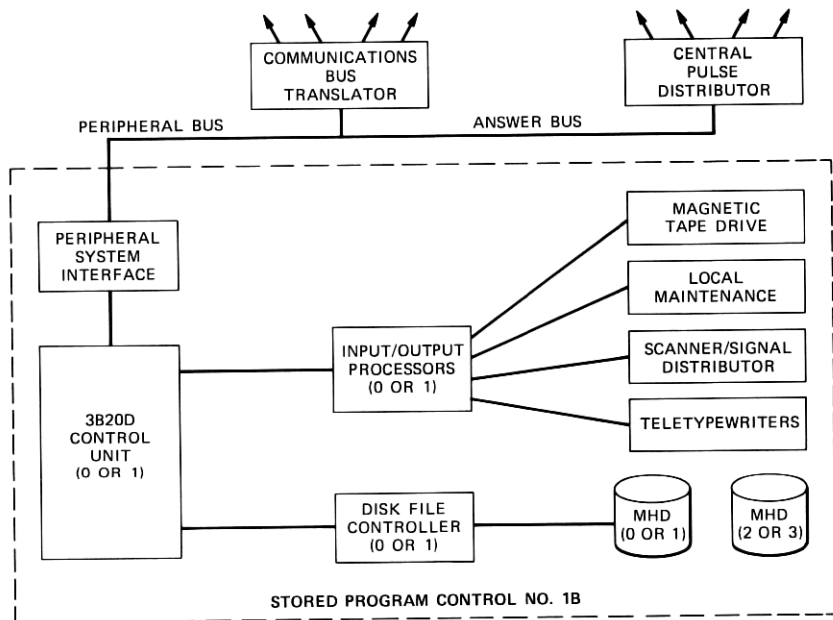 COMMUNICATIONS
BUS
TRANSLATOR
CENTRAL
PULSE
DISTRIBUTOR
PERIPHERAL BUS
ANSWER BUS
PERIPHERAL
SYSTEM
INTERFACE
MAGNETIC
TAPE DRIVE
LOCAL
MAINTENANCE
INPUT/OUTPUT
PROCESSORS
(0 OR 1)
SCANNER/SIGNAL
DISTRIBUTOR
TELETYPEWRITERS
3B20D
CONTROL
UNIT
(0 OR 1)
DISK FILE
CONTROLLER
(0 OR 1)
MHD
(0 OR 1)
MHD
(2 OR 3)
STORED PROGRAM CONTROL NO. 1B